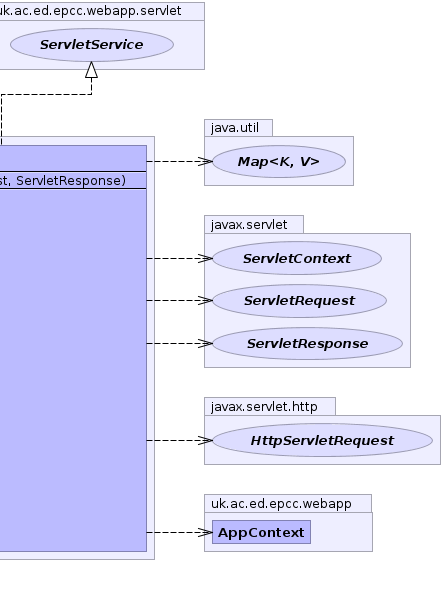 uk.ac.ed.epcc.webapp.servlet
ServletService
java.util
Map<K, V>
st, ServletResponse)
javax.servlet
ServletContext
ServletRequest
ServletResponse
javax.servlet.http
HttpServletRequest
uk.ac.ed.epcc.webapp
AppContext